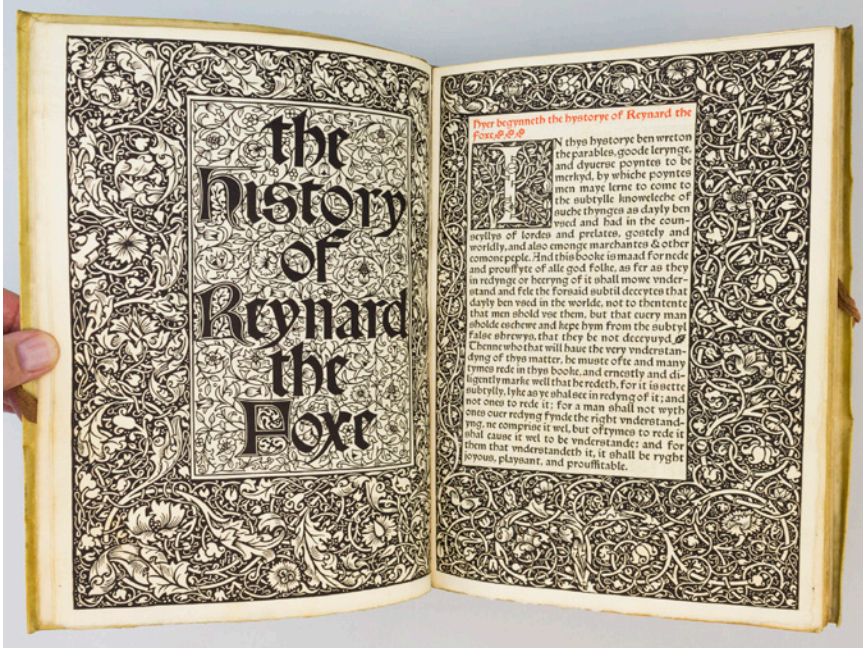 the
history
of
Reynard
the
Foxe
Hyer begynneth the hystorye of Reynard the
Foxe
IN thys hystorye ben wreton
the parables, goode lerynge,
and dyuerse poyntes to be
merkyd, by whiche poyntes
men maye lerne to come to
the subtylle knoweleche of
suche thynges as dayly ben
vsed and had in the coun-
seyllys of lordes and prelates, gostely and
worldly, and also emonge marchantes & other
comone peple. And this booke is maad for nede
and prouffyte of alle god folke, as fer as they
in redynge or heeryng of it shall mowe vnder-
stand and fele the forsaid subtil deceytes that
dayly ben vsed in the worlde, not to thentente
that men shold vse them, but that euery man
sholde eschewe and kepe hym from the subtyl
false shrewys, that they be not deceyuyd.
Thenne who that will haue the very vnderstan-
dyng of thys matter, he muste ofte and many
tymes rede in thys booke, and ernestly and di-
ligently marke well that he redeth, for it is sette
subtylly, lyke as ye shal see in redyng of it; and
not ones to rede it: for a man shall not wyth
ones ouer redyng fynde the right vnderstand-
yng, ne comprise it wel, but oftymes to rede it
shal cause it wel to be vnderstande: and for
them that vnderstandeth it, it shall be ryght
joyous, playsant, and prouffitable.